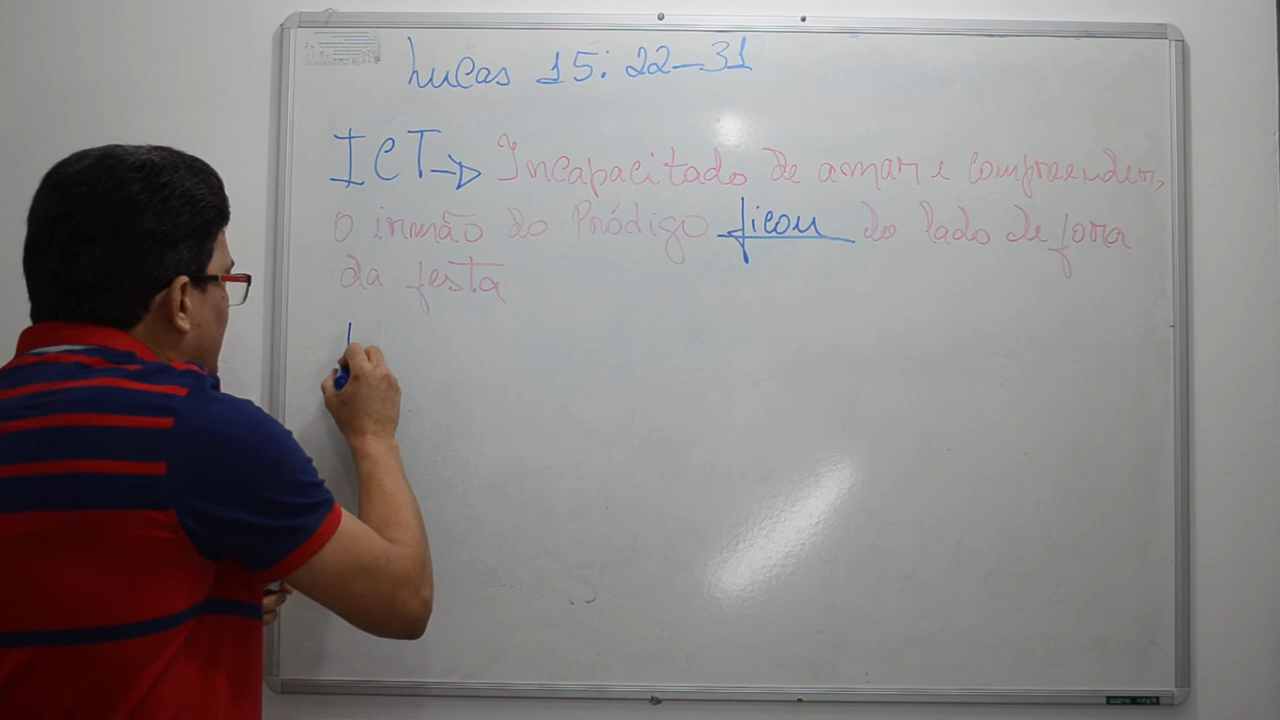 Lucas 15: 22-31
ICT→ Incapacitado de amar e compreender,
o irmão do Pródigo ficou do lado de fora
da festa